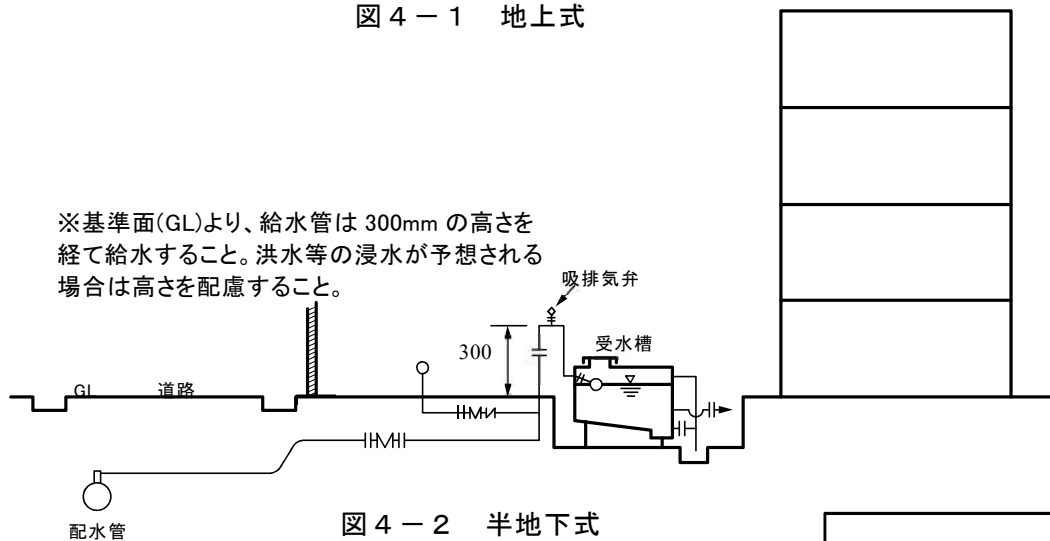 図４－１ 地上式
※基準面(GL)より、給水管は 300mm の高さを
経て給水すること。洪水等の浸水が予想される
場合は高さを配慮すること。
吸排気弁
300
受水槽
GL 道路
配水管
図４－２ 半地下式